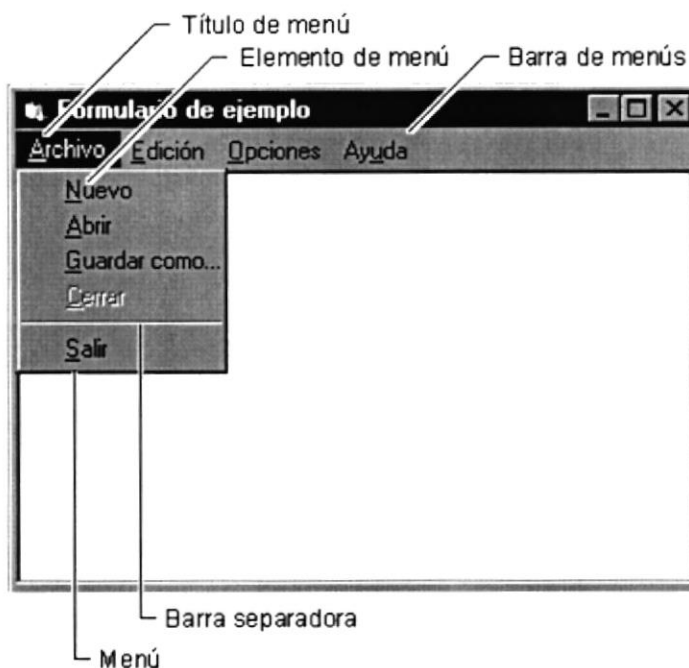 Título de menú
Elemento de menú
Barra de menús
Formulario de ejemplo
Archivo Edición Opciones Ayuda
Nuevo
Abrir
Guardar como...
Cerrar
Salir
Barra separadora
Menú